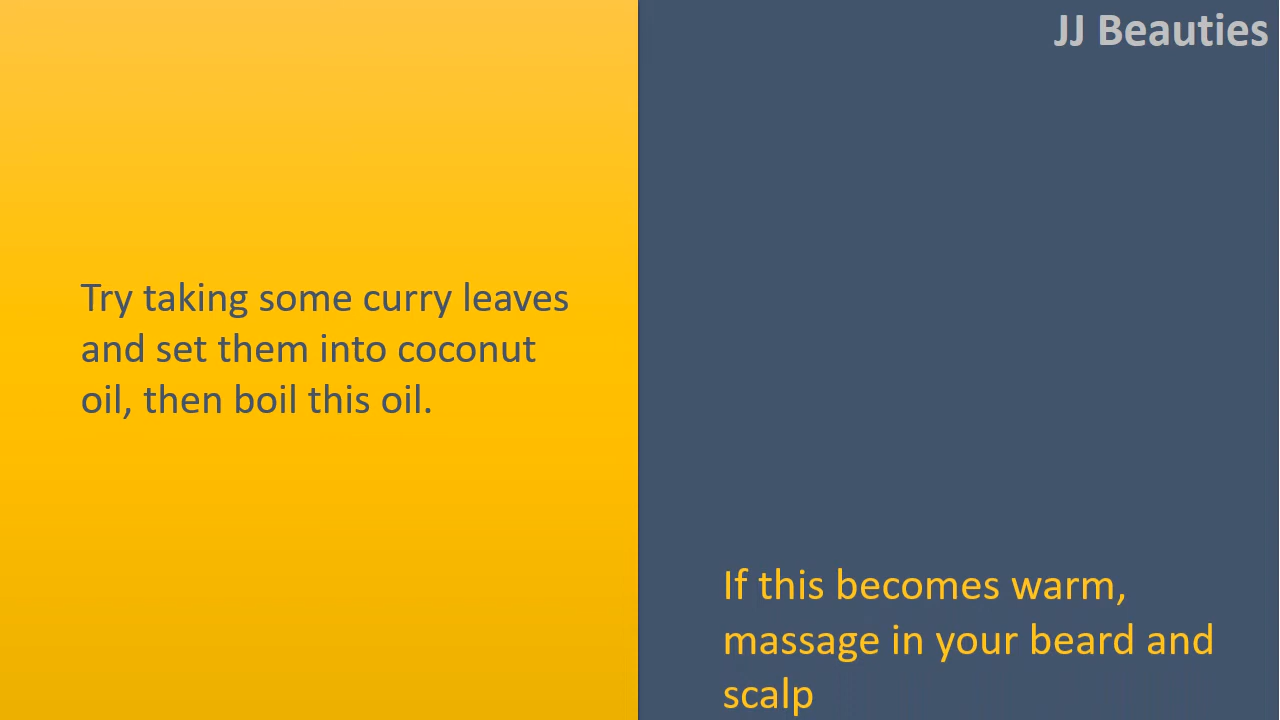 JJ Beauties
Try taking some curry leaves
and set them into coconut
oil, then boil this oil.
If this becomes warm,
massage in your beard and
scalp